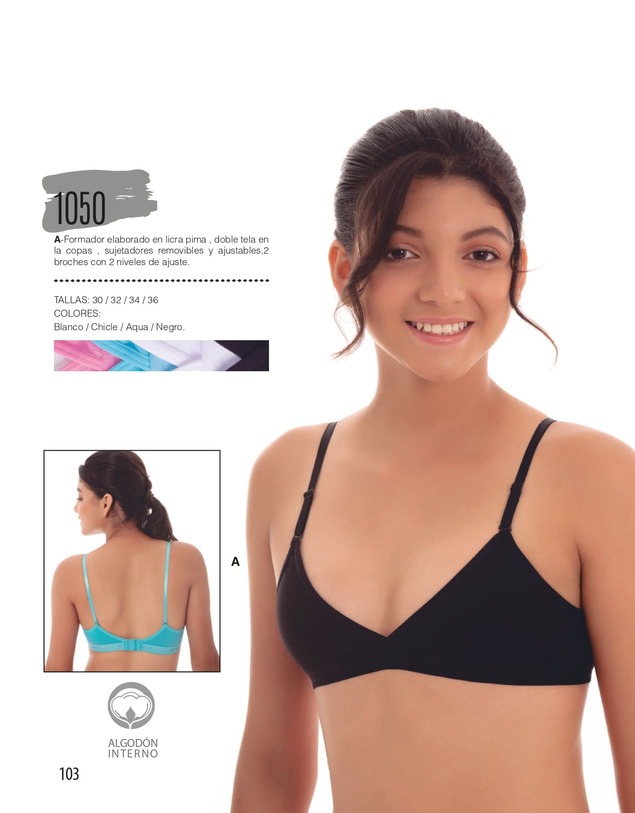 1050
A-Formador elaborado en licra pima , doble tela en
la copas , sujetadores removibles y ajustables,2
broches con 2 niveles de ajuste.
TALLAS: 30 / 32 / 34 / 36
COLORES:
Blanco / Chicle / Aqua / Negro.
A
ALGODÓN
INTERNO
103